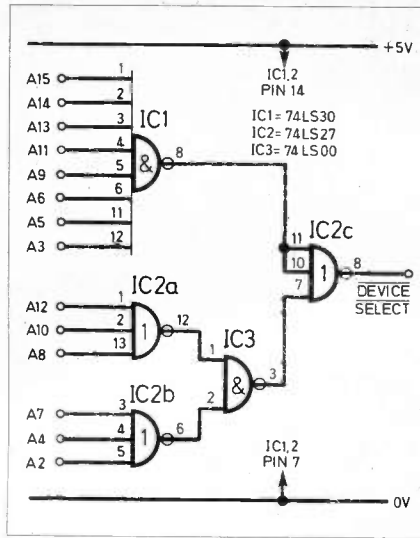 +5V
IC1,2
PIN 14
IC1 = 74LS30
IC2 = 74LS27
IC3 = 74LS00
A15 1
A14 2
A13 3
IC1
A11 4
& 8
A9 5
A6 6
A5 11
A3 12
IC2c
11
10
7
1 8
DEVICE
SELECT
IC2a
A12 1
A10 2
1 12
A8 13
IC3
1
2
& 3
IC2b
A7 3
A4 4
1 6
A2 5
IC1,2
PIN 7
0V